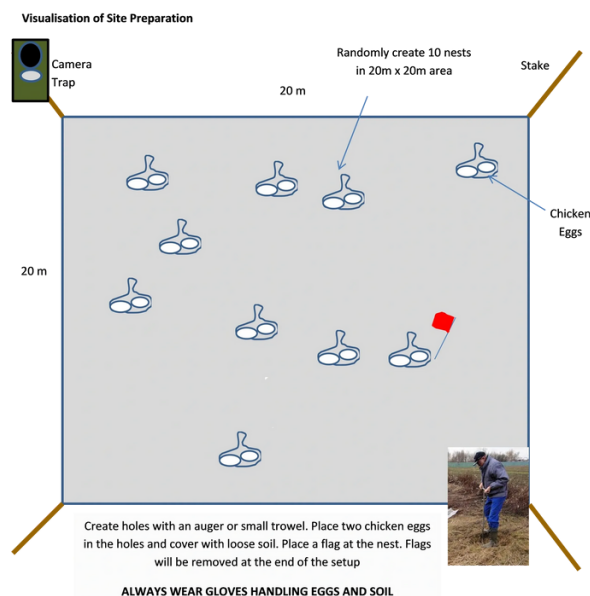 Visualisation of Site Preparation
Camera
Trap
Randomly create 10 nests
in 20m x 20m area
Stake
20 m
Chicken
Eggs
20 m
Create holes with an auger or small trowel. Place two chicken eggs
in the holes and cover with loose soil. Place a flag at the nest. Flags
will be removed at the end of the setup
ALWAYS WEAR GLOVES HANDLING EGGS AND SOIL